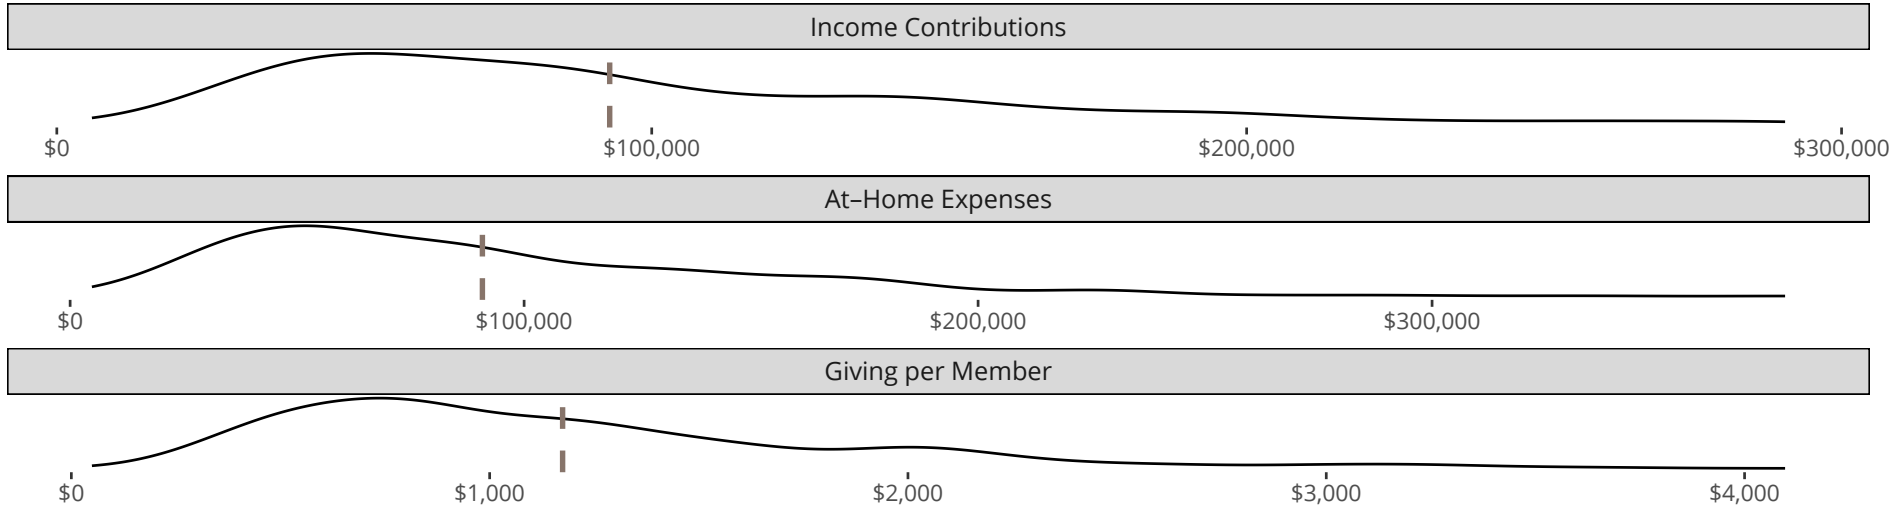 Income Contributions
$0 $100,000 $200,000 $300,000
At–Home Expenses
$0 $100,000 $200,000 $300,000
Giving per Member
$0 $1,000 $2,000 $3,000 $4,000